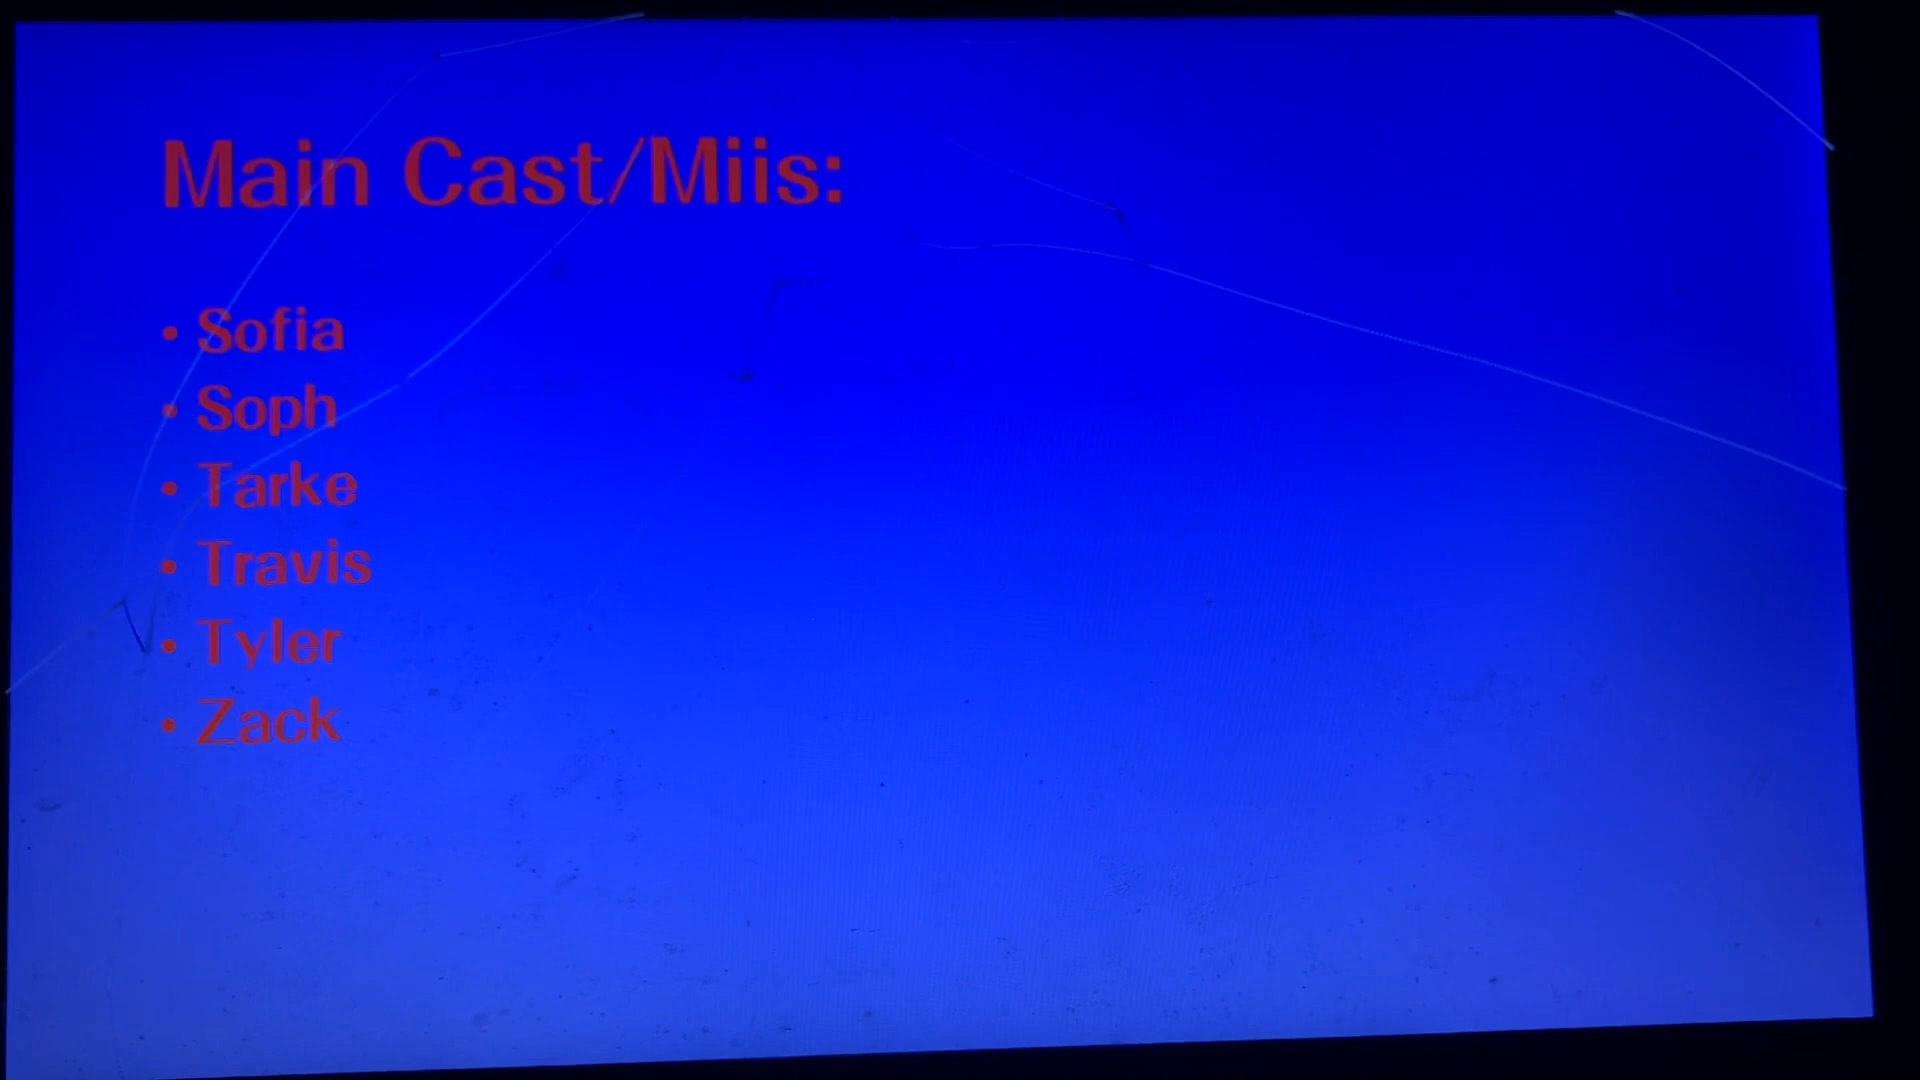 Main Cast/Miis:
• Sofia
• Soph
• Tarke
• Travis
• Tyler
• Zack